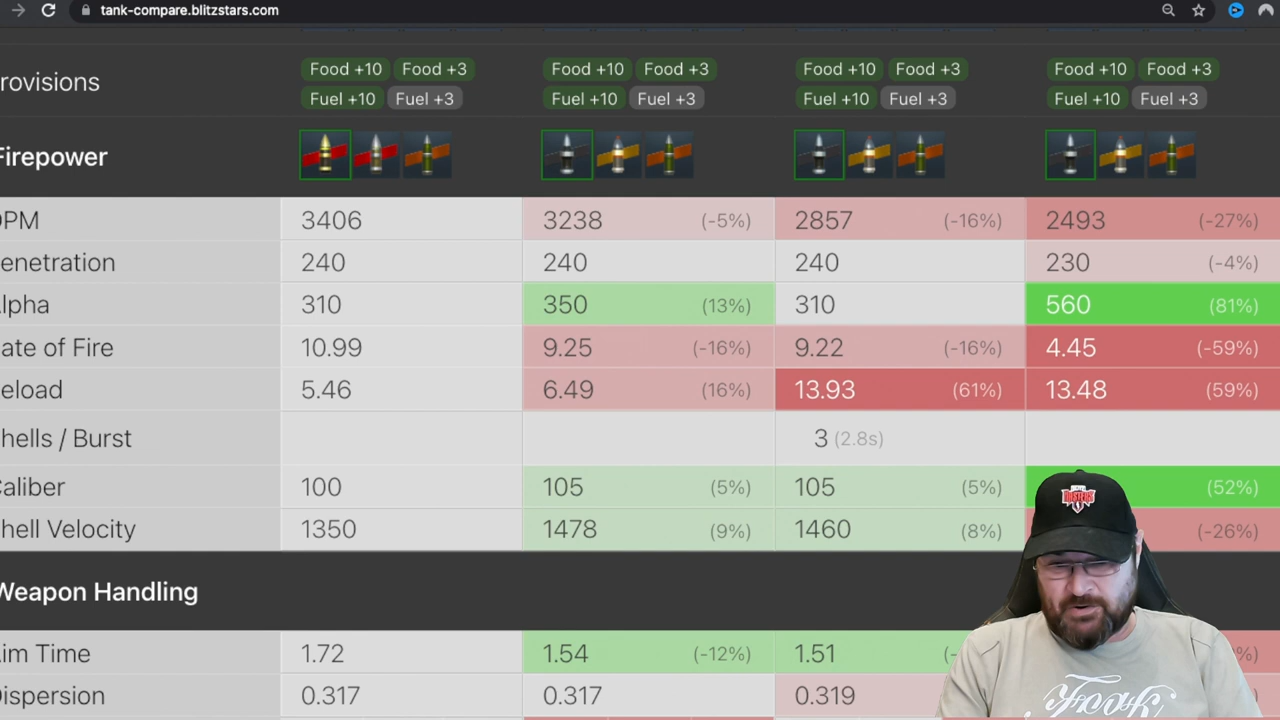 tank-compare.blitzstars.com
rovisions
Food +10 Food +3 Food +10 Food +3 Food +10 Food +3 Food +10 Food +3
Fuel +10 Fuel +3 Fuel +10 Fuel +3 Fuel +10 Fuel +3 Fuel +10 Fuel +3
Firepower
DPM 3406 3238 (-5%) 2857 (-16%) 2493 (-27%)
enetration 240 240 240 230 (-4%)
lpha 310 350 (13%) 310 560 (81%)
ate of Fire 10.99 9.25 (-16%) 9.22 (-16%) 4.45 (-59%)
eload 5.46 6.49 (16%) 13.93 (61%) 13.48 (59%)
hells / Burst 3 (2.8s)
Caliber 100 105 (5%) 105 (5%) (52%)
hell Velocity 1350 1478 (9%) 1460 (8%) (-26%)
Weapon Handling
im Time 1.72 1.54 (-12%) 1.51 (- %)
ispersion 0.317 0.317 0.319